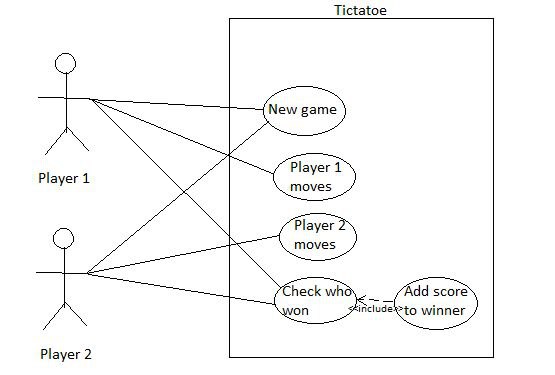 Tictatoe
New game
Player 1
moves
Player 1
Player 2
moves
Check who
won
<<include>>
Add score
to winner
Player 2